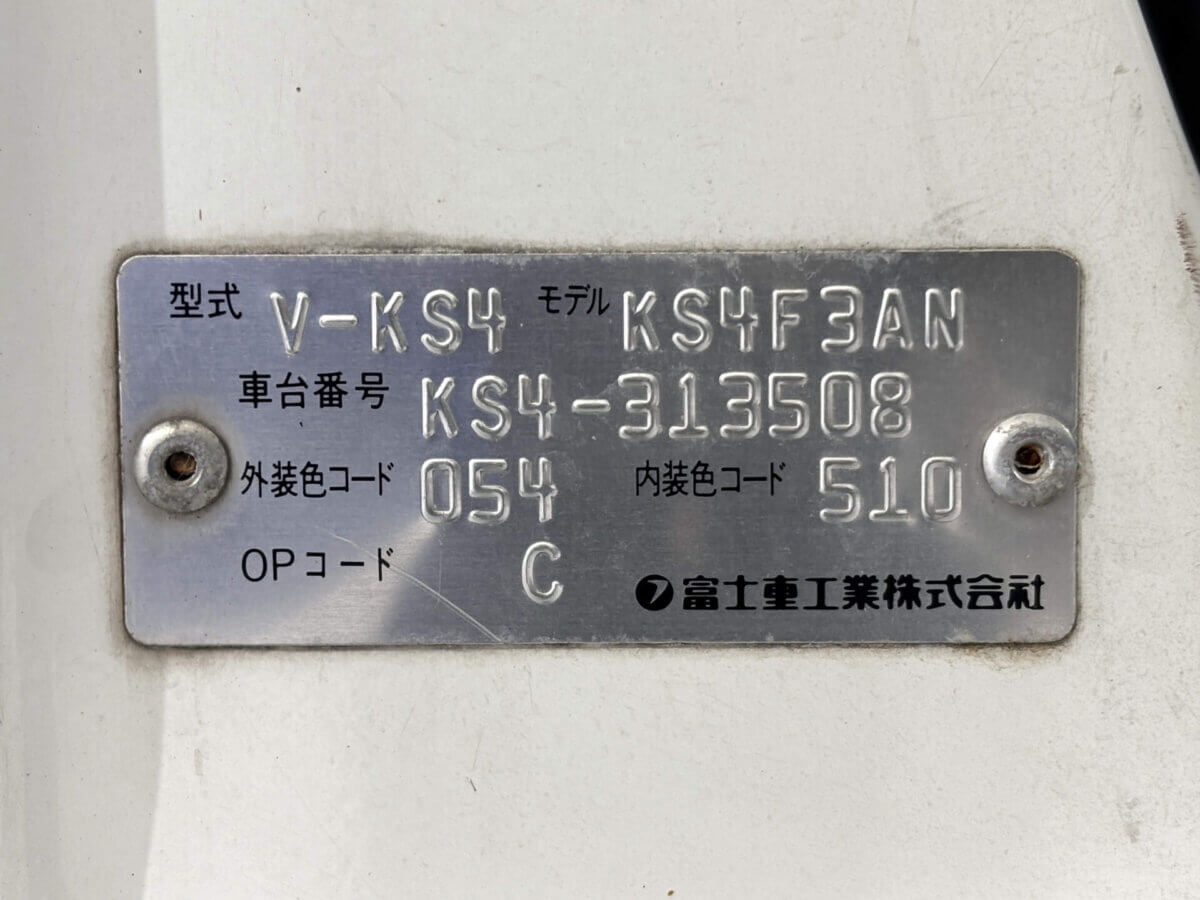 型式 V-KS4 モデル KS4F3AN
車台番号 KS4-313508
外装色コード 054 内装色コード 510
OPコード C 富士重工業株式会社